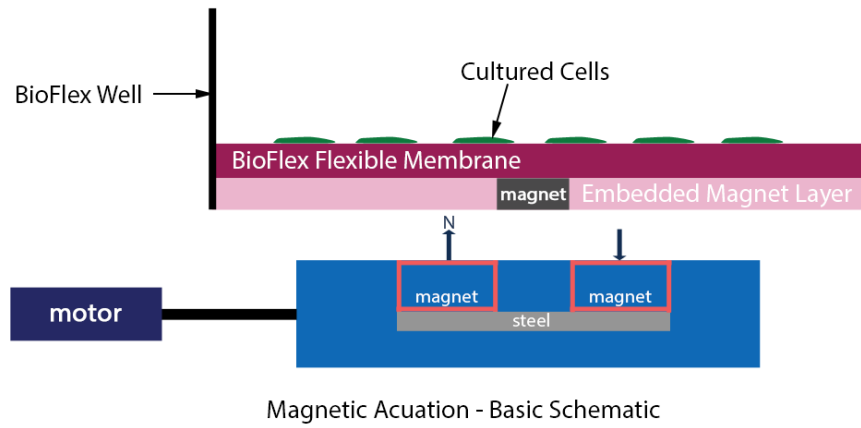 Cultured Cells
BioFlex Well
BioFlex Flexible Membrane
magnet
Embedded Magnet Layer
N
magnet
magnet
motor
steel
Magnetic Acuation - Basic Schematic